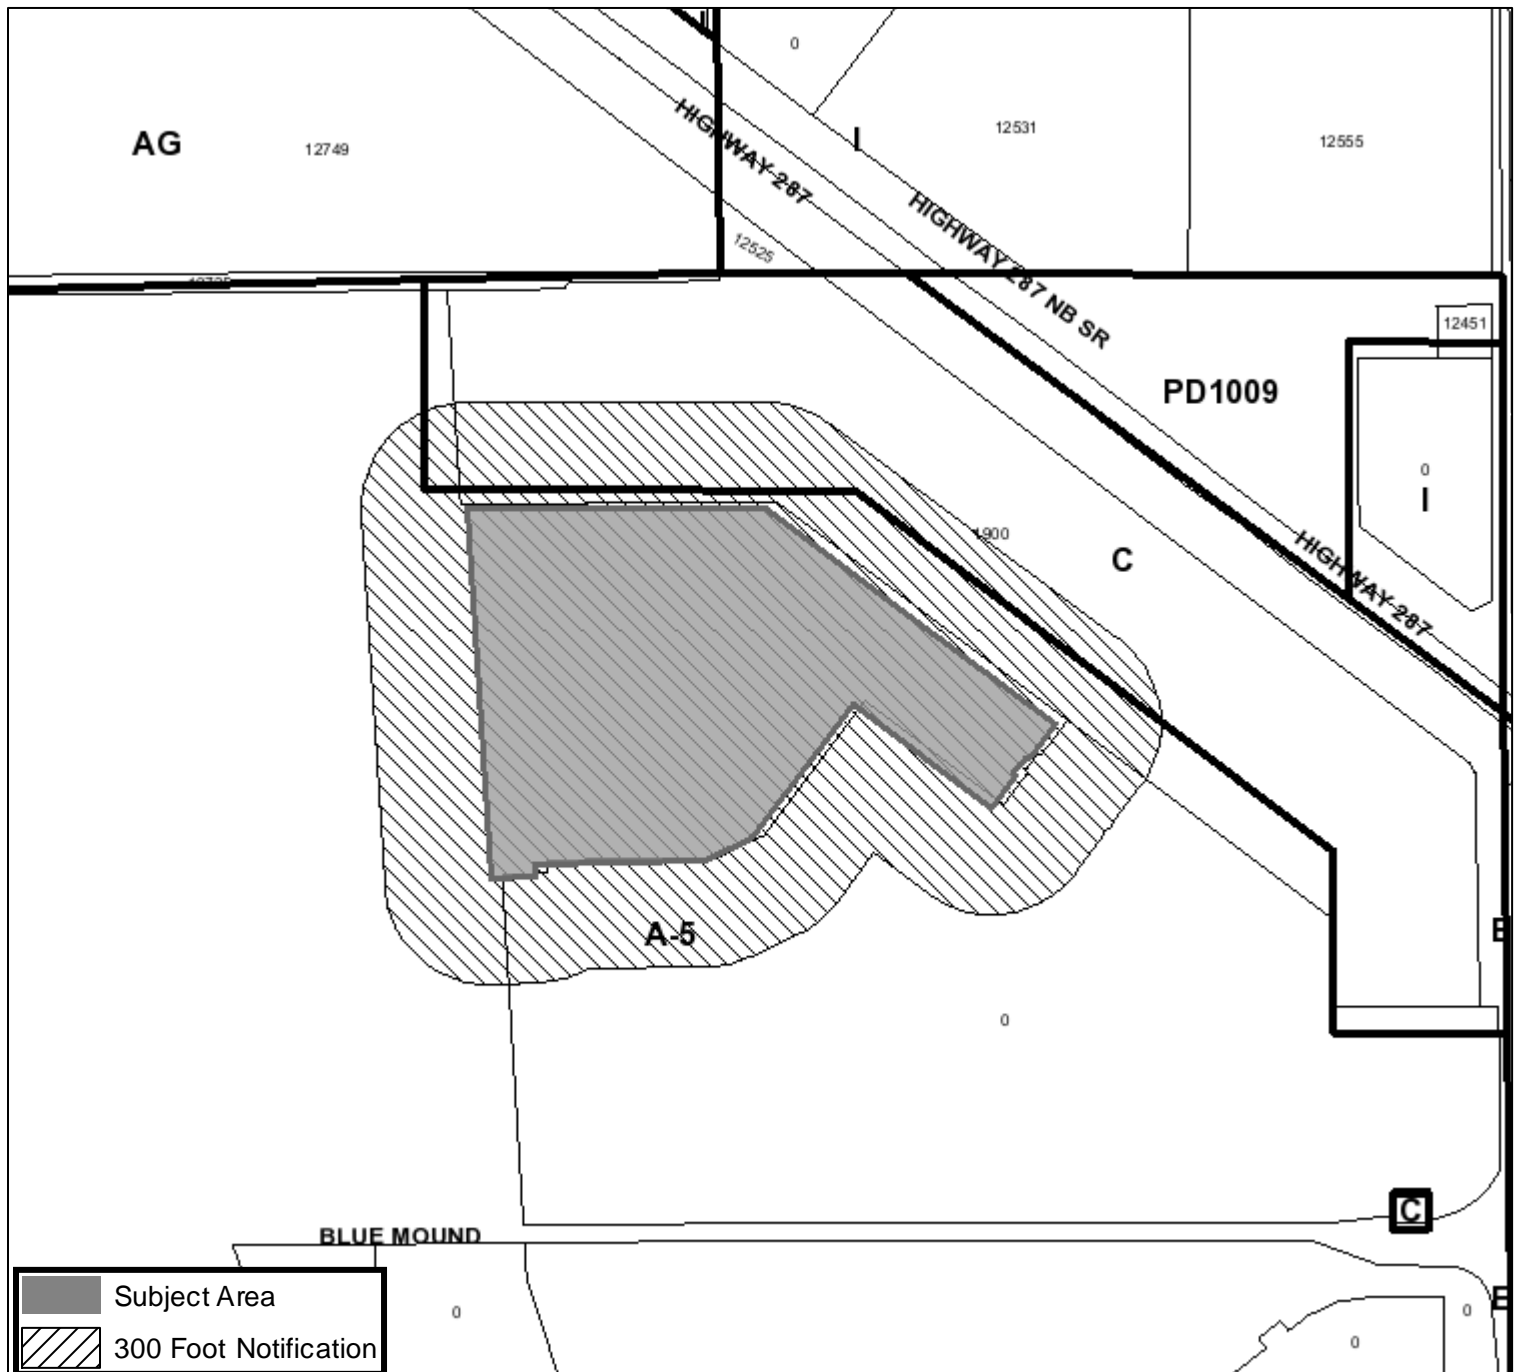 0
HIGHWAY 287
I
12531
12555
AG
12749
HIGHWAY 287 NB SR
12525
12451
PD1009
0
I
1900
C
HIGHWAY 287
A-5
0
C
BLUE MOUND
Subject Area
300 Foot Notification
0
0
0